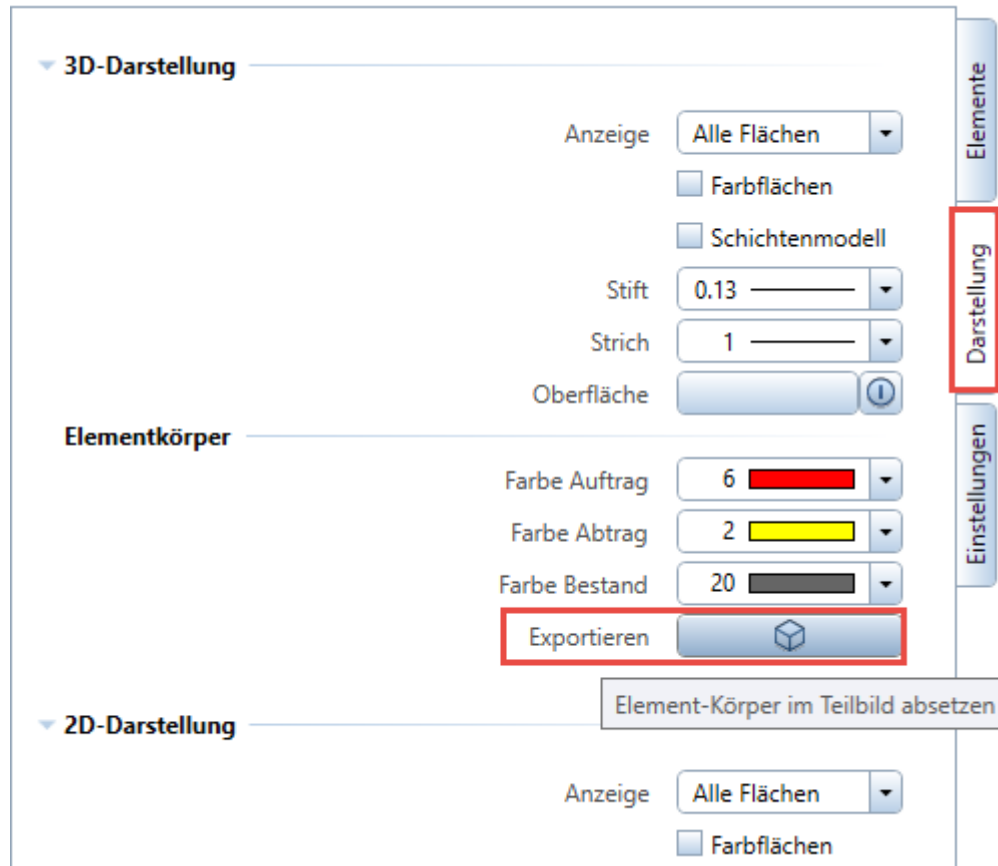 3D-Darstellung
Anzeige Alle Flächen
Farbflächen
Schichtenmodell
Stift 0.13
Strich 1
Oberfläche
Elementkörper
Farbe Auftrag 6
Farbe Abtrag 2
Farbe Bestand 20
Exportieren
Element-Körper im Teilbild absetzen
2D-Darstellung
Anzeige Alle Flächen
Farbflächen
Elemente
Darstellung
Einstellungen